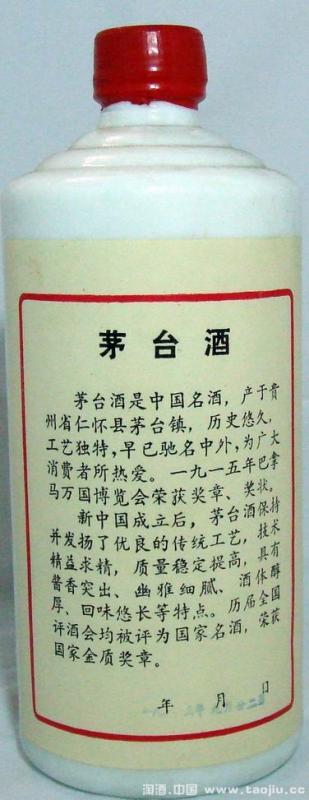 茅台酒
茅台酒是中国名酒，产于贵
州省仁怀县茅台镇，历史悠久，
工艺独特，早已驰名中外，为广大
消费者所热爱。一九一五年巴拿
马万国博览会荣获奖章、奖状。
新中国成立后，茅台酒保持
并发扬了优良的传统工艺，技术
精益求精，质量稳定提高，具有
酱香突出、幽雅细腻、酒体醇
厚、回味悠长等特点。历届全国
评酒会均被评为国家名酒，荣获
国家金质奖章。
年 月 日
淘酒.中国 www.taojiu.cc